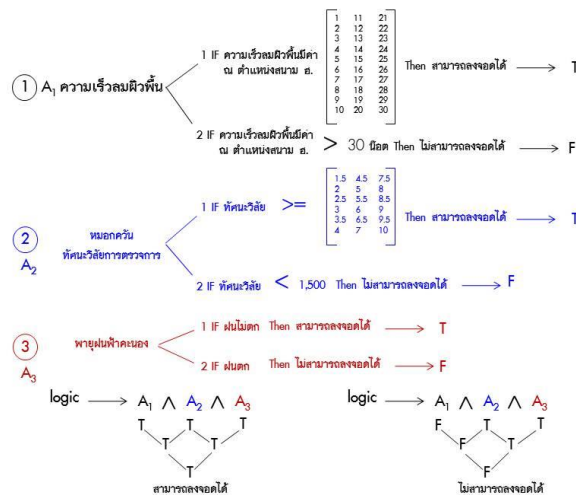 1 IF ความเร็วลมผิวพื้นมีค่า
ณ ตำแหน่งสนาม ฮ.
1 11 21
2 12 22
3 13 23
4 14 24
5 15 25
6 16 26
7 17 27
8 18 28
9 19 29
10 20 30
Then สามารถลงจอดได้
T
1 A1 ความเร็วลมผิวพื้น
2 IF ความเร็วลมผิวพื้นมีค่า
ณ ตำแหน่งสนาม ฮ.
> 30 น๊อต Then ไม่สามารถลงจอดได้
F
1 IF ทัศนะวิสัย >=
1.5 4.5 7.5
2 5 8
2.5 5.5 8.5
3 6 9
3.5 6.5 9.5
4 7 10
Then สามารถลงจอดได้
T
2
A2
หมอกควัน
ทัศนะวิสัยการตรวจการ
2 IF ทัศนะวิสัย < 1,500 Then ไม่สามารถลงจอดได้ F
3
A3
พายุฝนฟ้าคะนอง
1 IF ฝนไม่ตก Then สามารถลงจอดได้ T
2 IF ฝนตก Then ไม่สามารถลงจอดได้ F
logic A1 ∧ A2 ∧ A3
T T T
T T
T
สามารถลงจอดได้
logic A1 ∧ A2 ∧ A3
F T T
F T
F
ไม่สามารถลงจอดได้